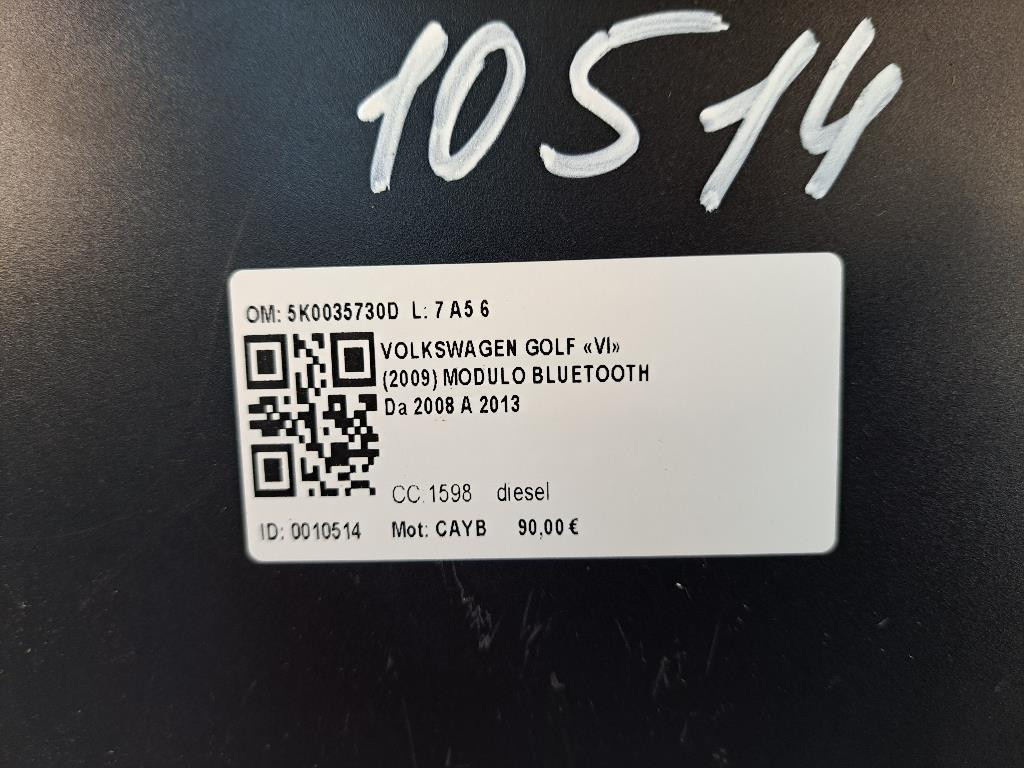 10514
OM: 5K0035730D L: 7 A5 6
VOLKSWAGEN GOLF «VI»
(2009) MODULO BLUETOOTH
Da 2008 A 2013
CC.1598 diesel
ID: 0010514 Mot: CAYB 90,00 €